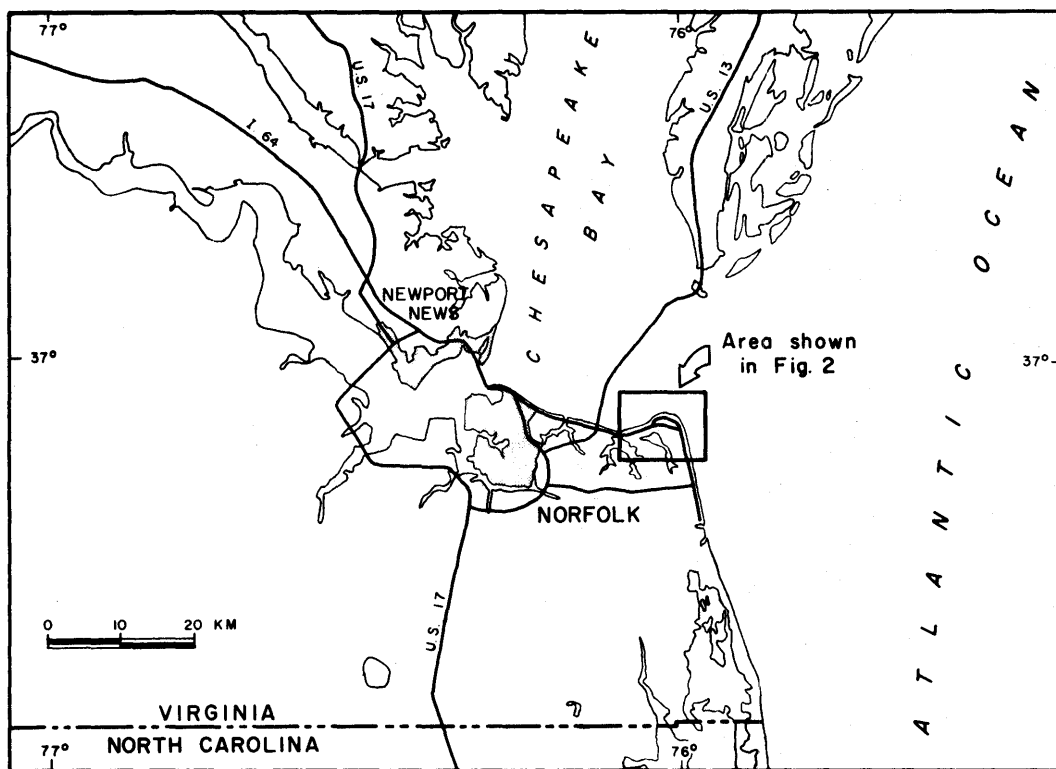 77°
76°
U.S. 17
U.S. 13
I. 64
CHESAPEAKE
BAY
ATLANTIC OCEAN
NEWPORT
NEWS
37°
Area shown
in Fig. 2
37°
NORFOLK
U.S. 17
0 10 20 KM
VIRGINIA
NORTH CAROLINA
77°
76°